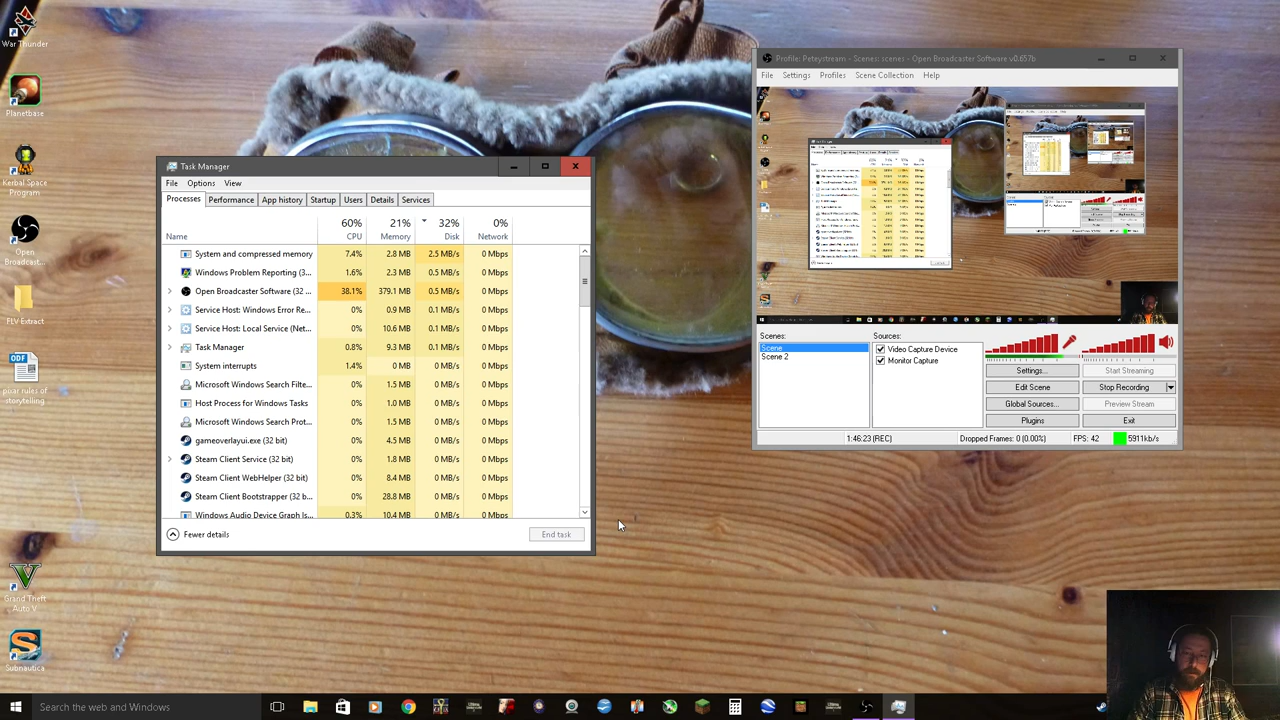 War Thunder
Planetbase
Kerbal Space
Program
Open
Broadcast...
FLV Extract
ODF
pixar rules of
storytelling
Grand Theft
Auto V
Subnautica
Task Manager
File Options View
Processes Performance App history Startup Users Details Services
60% 21% 12% 0%
Name CPU Memory Disk Network
System and compressed memory 7.4% 2.8 MB 2.5 MB/s 0 Mbps
Windows Problem Reporting (3... 1.6% 2.3 MB 0.5 MB/s 0 Mbps
Open Broadcaster Software (32 ... 38.1% 379.1 MB 0.5 MB/s 0 Mbps
Service Host: Windows Error Re... 0% 0.9 MB 0.1 MB/s 0 Mbps
Service Host: Local Service (Net... 0% 10.6 MB 0.1 MB/s 0 Mbps
Task Manager 0.8% 9.3 MB 0.1 MB/s 0 Mbps
System interrupts 1.4% 0 MB 0 MB/s 0 Mbps
Microsoft Windows Search Filte... 0% 1.5 MB 0 MB/s 0 Mbps
Host Process for Windows Tasks 0% 1.0 MB 0 MB/s 0 Mbps
Microsoft Windows Search Prot... 0% 1.5 MB 0 MB/s 0 Mbps
gameoverlayui.exe (32 bit) 0% 4.5 MB 0 MB/s 0 Mbps
Steam Client Service (32 bit) 0% 1.8 MB 0 MB/s 0 Mbps
Steam Client WebHelper (32 bit) 0% 8.4 MB 0 MB/s 0 Mbps
Steam Client Bootstrapper (32 b... 0% 28.8 MB 0 MB/s 0 Mbps
Windows Audio Device Graph Is... 0.3% 10.4 MB 0 MB/s 0 Mbps
Fewer details End task
Profile: Peteystream - Scenes: scenes - Open Broadcaster Software v0.657b
File Settings Profiles Scene Collection Help
Scenes: Sources:
Scene
Scene 2
Video Capture Device
Monitor Capture
Settings... Start Streaming
Edit Scene Stop Recording
Global Sources... Preview Stream
Plugins Exit
1:46:23 (REC) Dropped Frames: 0 (0.00%) FPS: 42 5911kb/s
Search the web and Windows